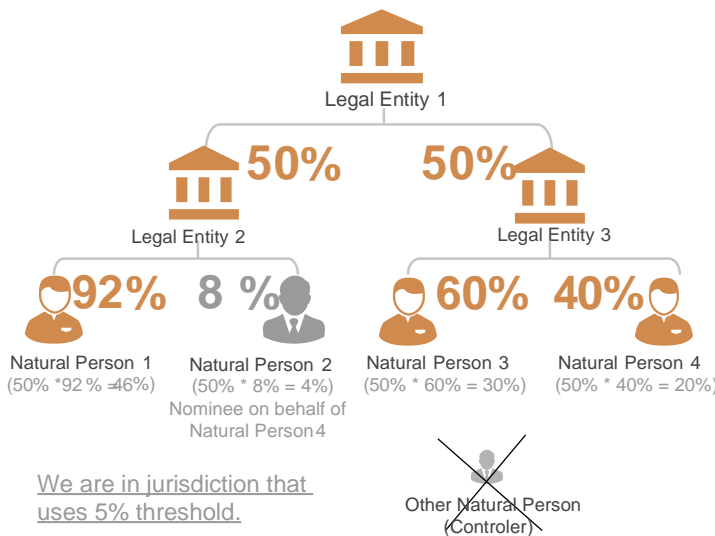 Legal Entity 1
50%
50%
Legal Entity 2
Legal Entity 3
92%
8 %
60%
40%
Natural Person 1
(50% *92 % =46%)
Natural Person 2
(50% * 8% = 4%)
Nominee on behalf of
Natural Person 4
Natural Person 3
(50% * 60% = 30%)
Natural Person 4
(50% * 40% = 20%)
We are in jurisdiction that
uses 5% threshold.
Other Natural Person
(Controler)